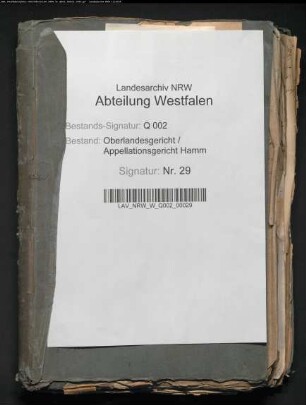 Landesarchiv NRW
Abteilung Westfalen
Bestands-Signatur: Q 002
Bestand: Oberlandesgericht /
Appellationsgericht Hamm
Signatur: Nr. 29
LAV_NRW_W_Q002_00029